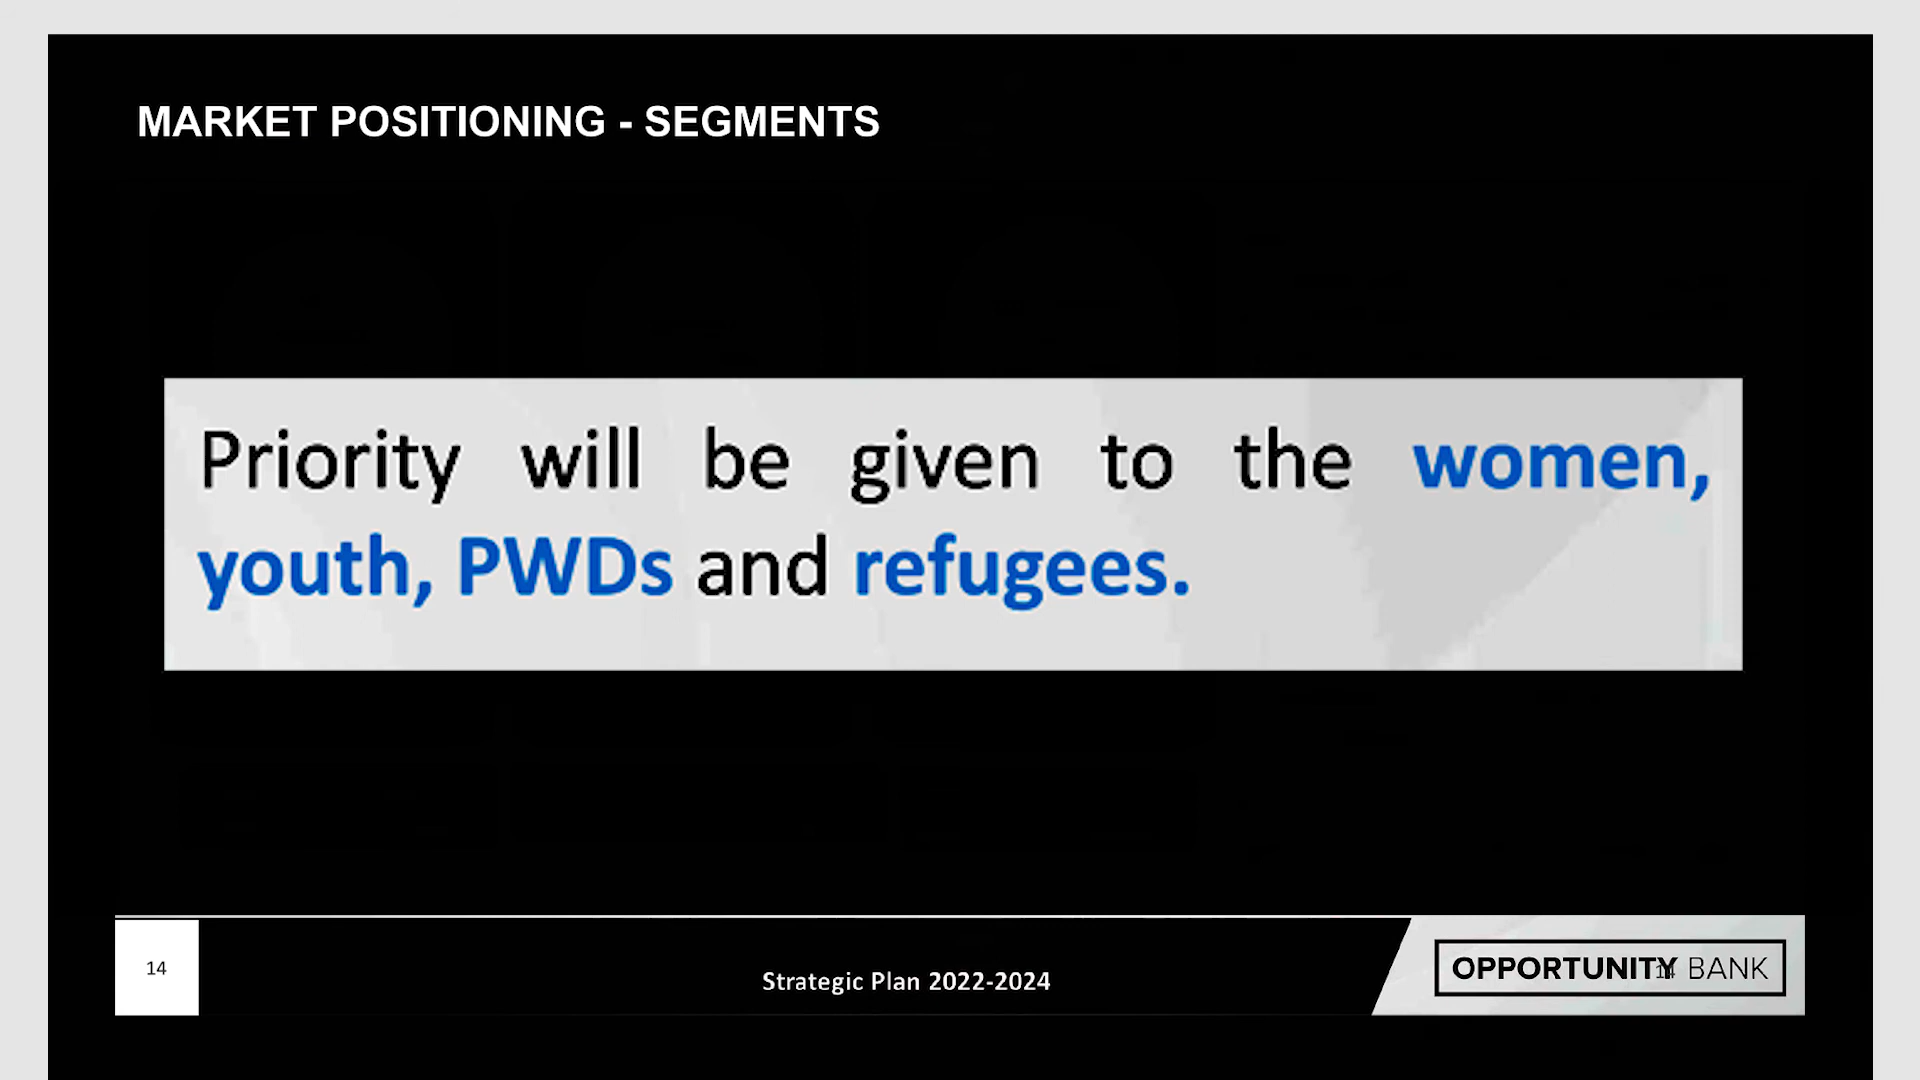 MARKET POSITIONING - SEGMENTS
Priority will be given to the women,
youth, PWDs and refugees.
14
Strategic Plan 2022-2024
OPPORTUNITY BANK
14